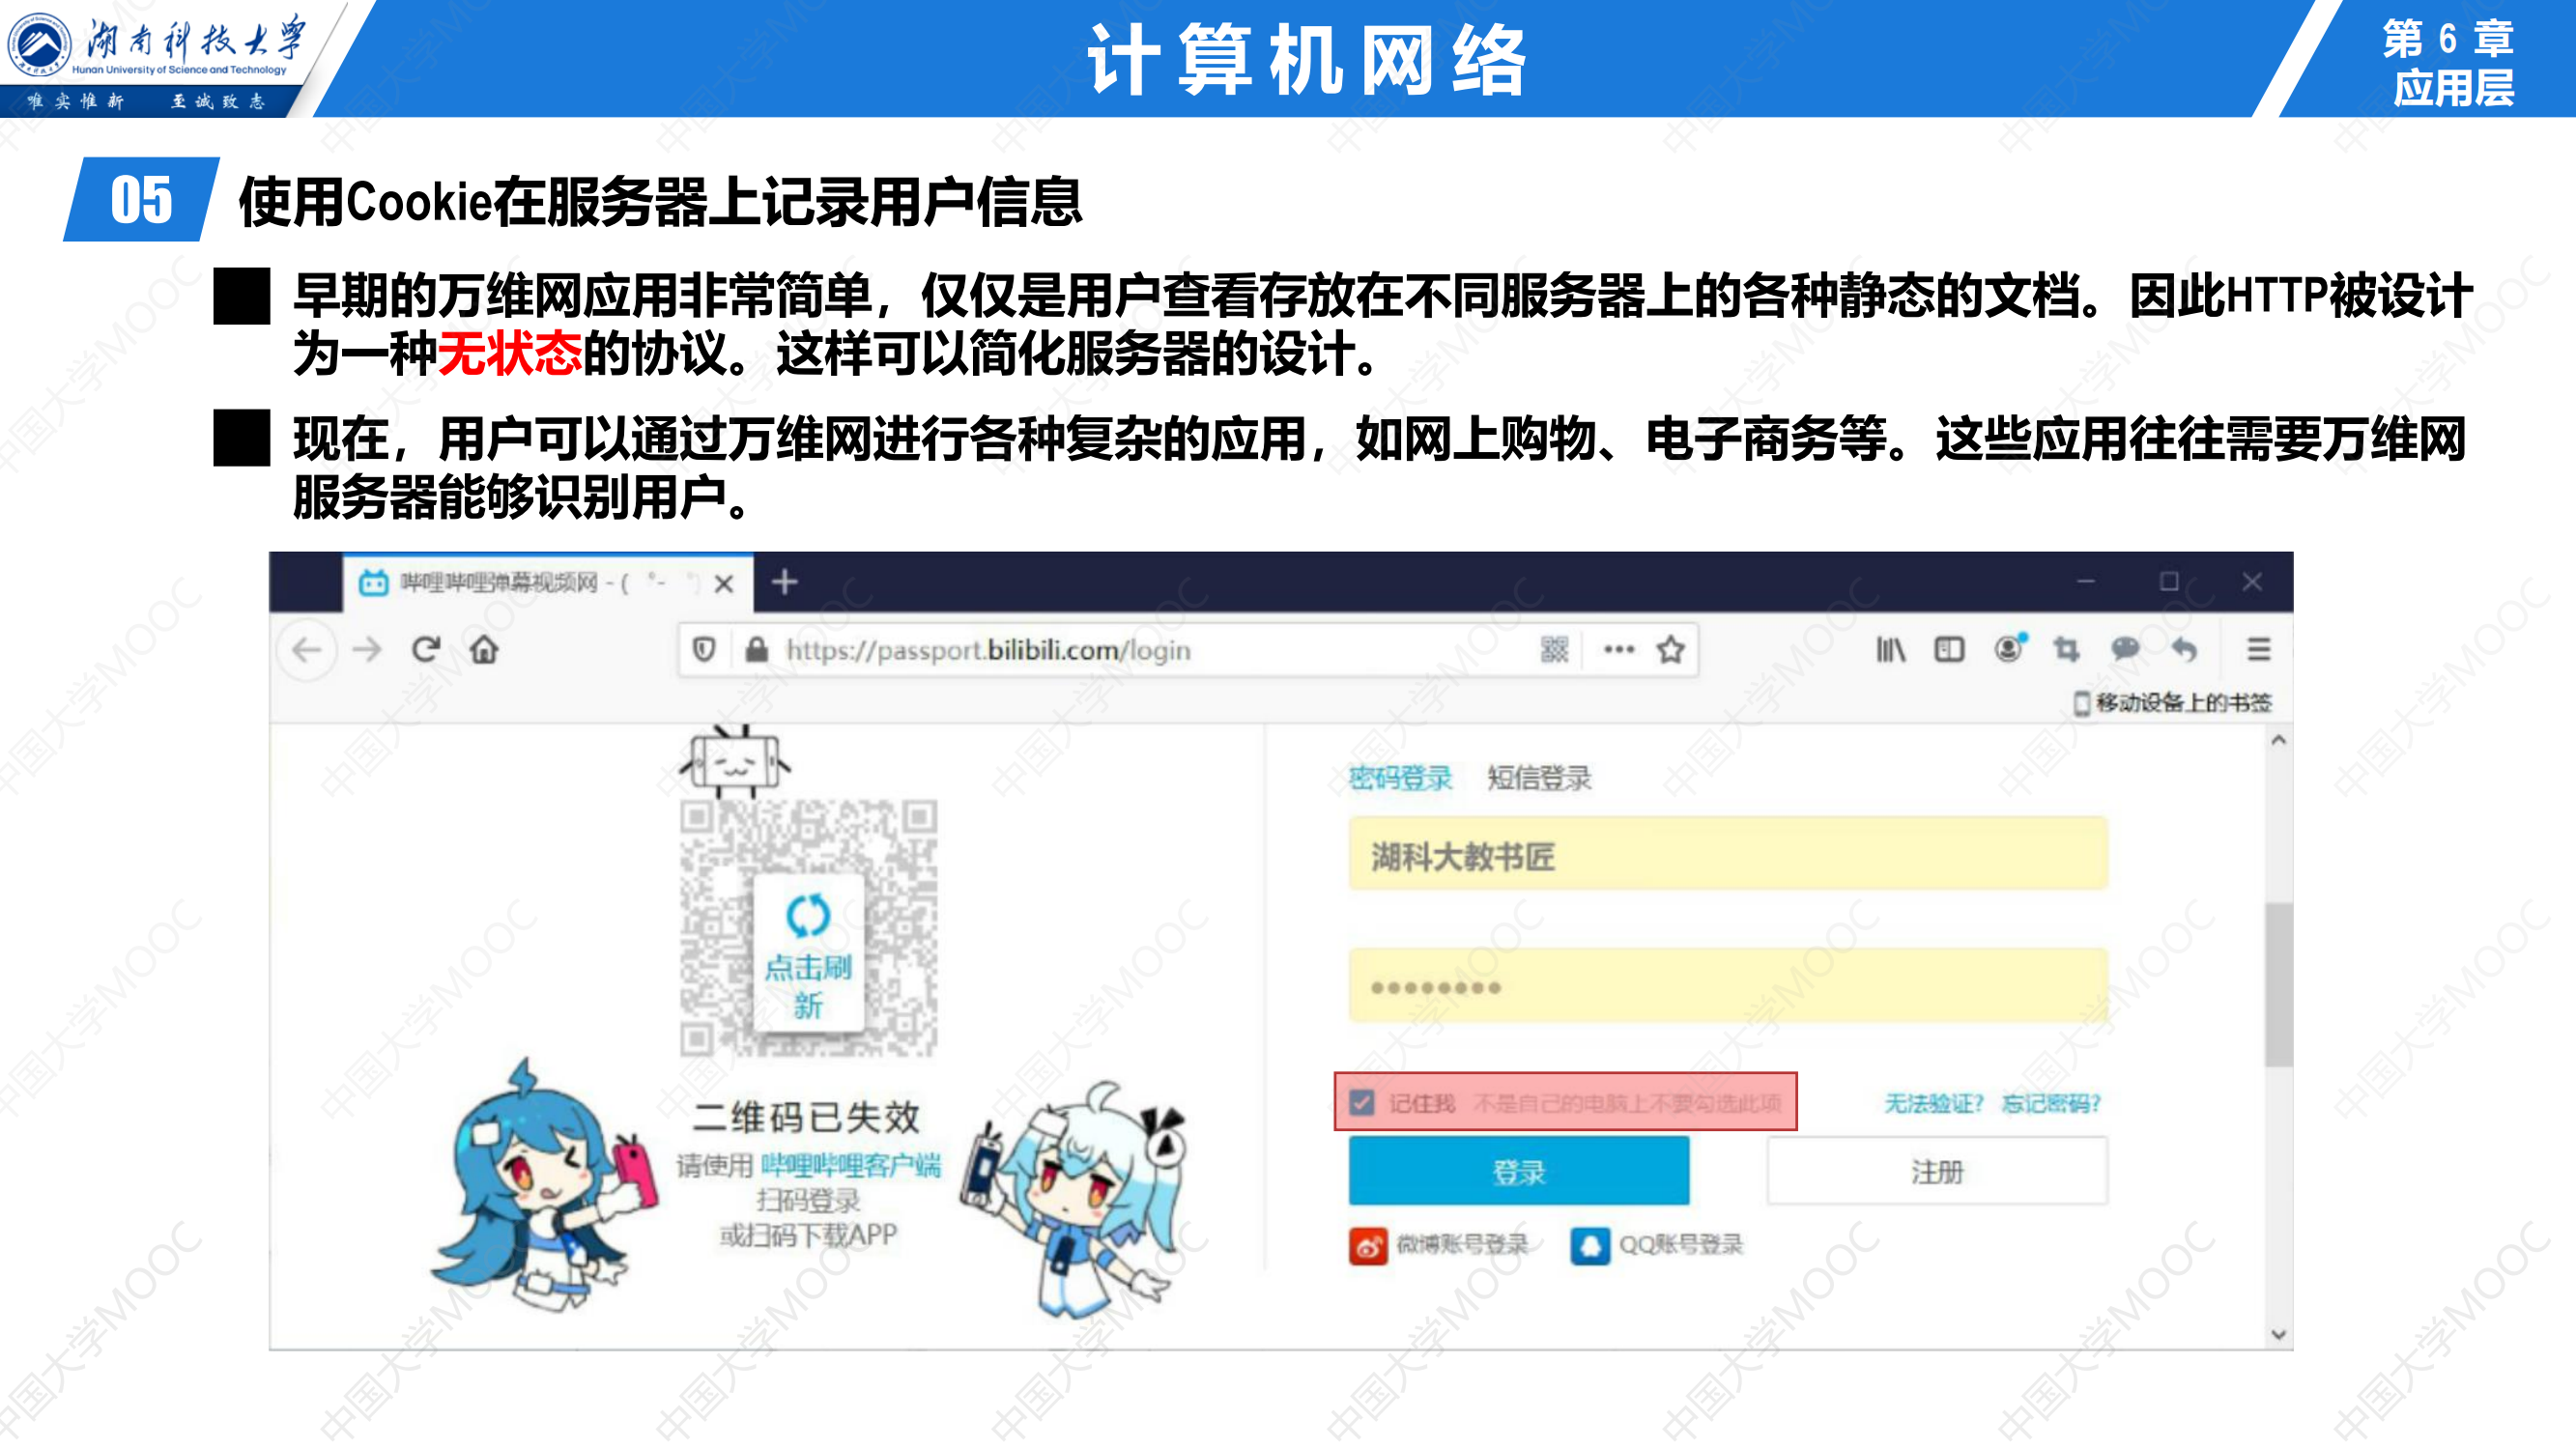 湖南科技大学
Hunan University of Science and Technology
唯实惟新 至诚致志
计算机网络
第 6 章
应用层
05 使用Cookie在服务器上记录用户信息
早期的万维网应用非常简单，仅仅是用户查看存放在不同服务器上的各种静态的文档。因此HTTP被设计
为一种无状态的协议。这样可以简化服务器的设计。
现在，用户可以通过万维网进行各种复杂的应用，如网上购物、电子商务等。这些应用往往需要万维网
服务器能够识别用户。
哔哩哔哩弹幕视频网 - ( ゜-
https://passport.bilibili.com/login
移动设备上的书签
密码登录 短信登录
湖科大教书匠
点击刷
新
••••••••
二维码已失效
请使用 哔哩哔哩客户端
扫码登录
或扫码下载APP
记住我 不是自己的电脑上不要勾选此项 无法验证? 忘记密码?
登录 注册
微博账号登录 QQ账号登录
中国大学MOOC